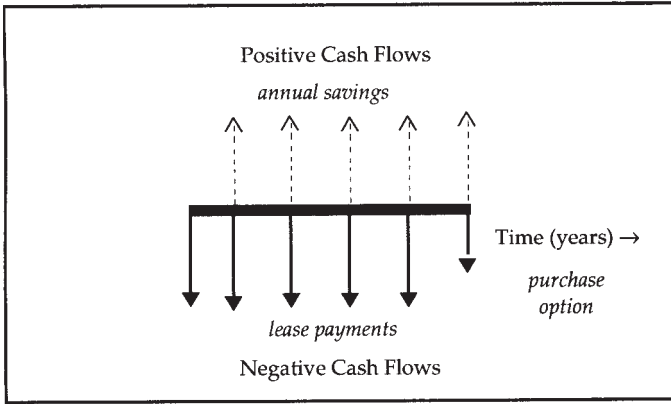 Positive Cash Flows
annual savings
Time (years) →
purchase
option
lease payments
Negative Cash Flows